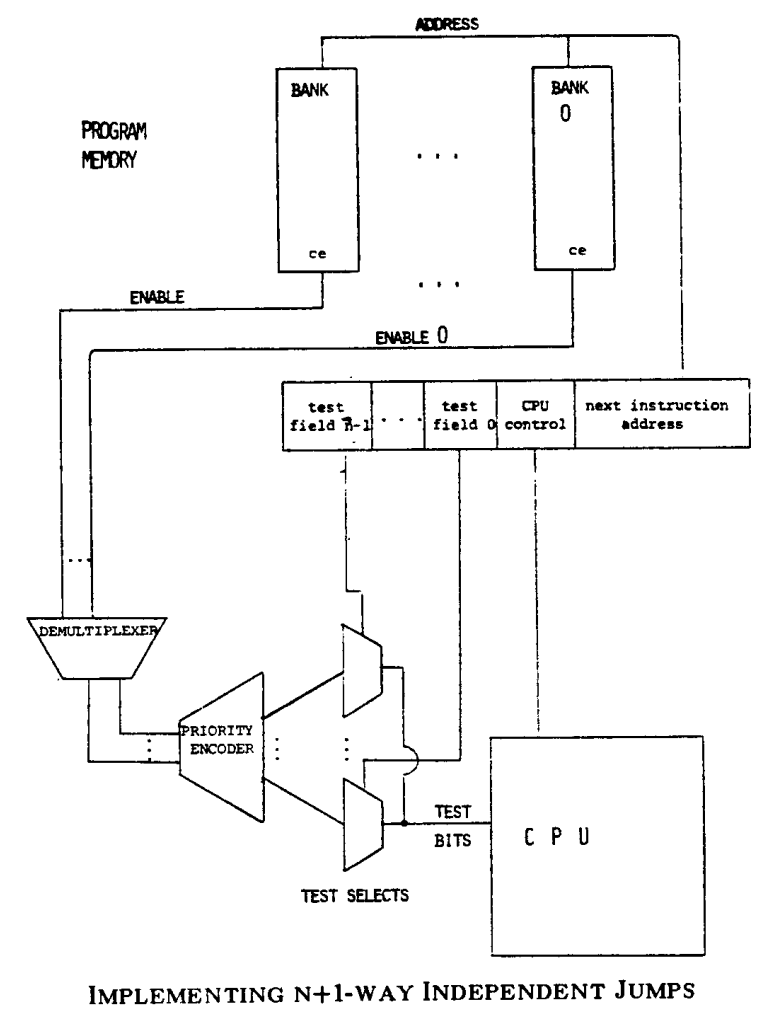 ADDRESS
BANK
BANK
0
PROGRAM
MEMORY
. . .
ce
ce
. . .
ENABLE
ENABLE 0
test
field n-1
. . .
test
field 0
CPU
control
next instruction
address
...
DEMULTIPLEXER
PRIORITY
ENCODER
TEST
BITS
CPU
TEST SELECTS
IMPLEMENTING N+1-WAY INDEPENDENT JUMPS